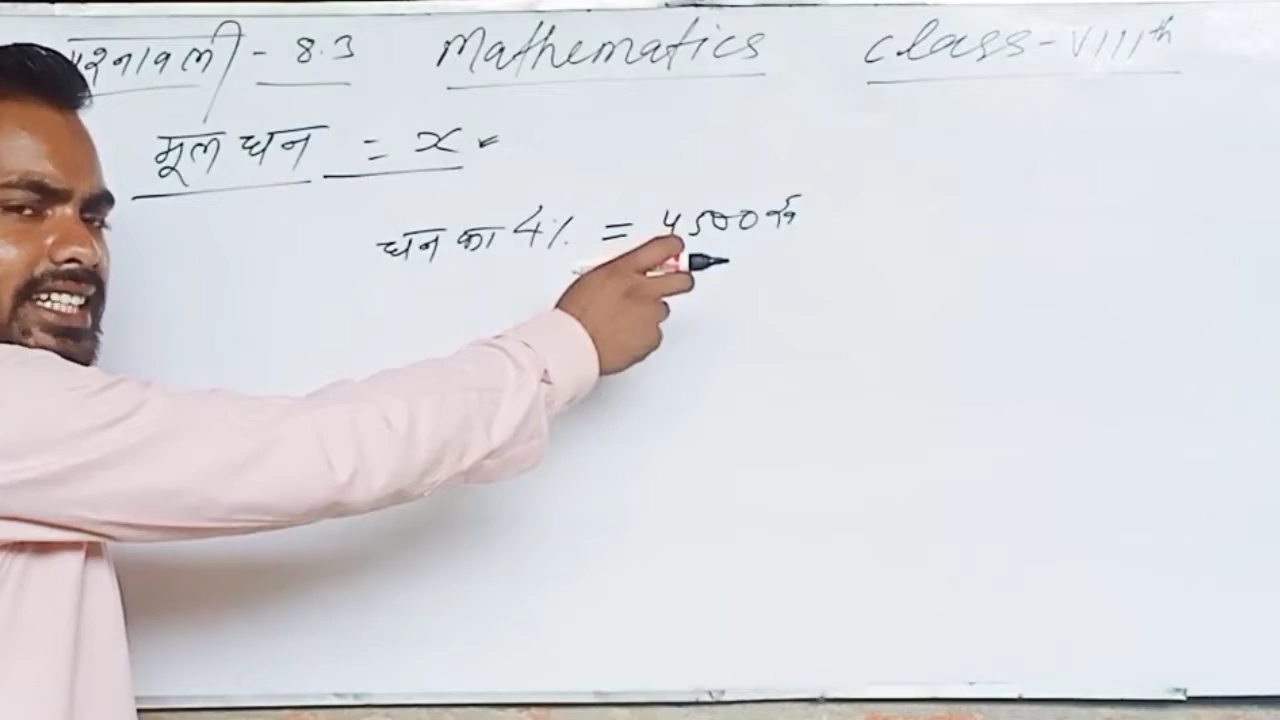 प्रश्नावली - 8.3 Mathematics Class-VIIIth
मूलधन = x
धन का 4% = 4500 रु